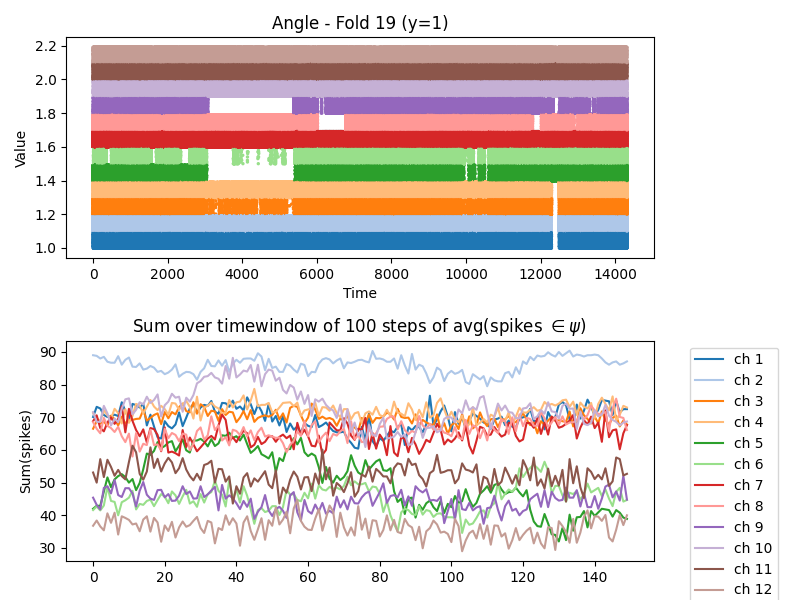 Angle - Fold 19 (y=1)
Value
2.2
2.0
1.8
1.6
1.4
1.2
1.0
0 2000 4000 6000 8000 10000 12000 14000
Time
Sum over timewindow of 100 steps of avg(spikes ∈ ψ)
Sum(spikes)
90
80
70
60
50
40
30
0 20 40 60 80 100 120 140
ch 1
ch 2
ch 3
ch 4
ch 5
ch 6
ch 7
ch 8
ch 9
ch 10
ch 11
ch 12